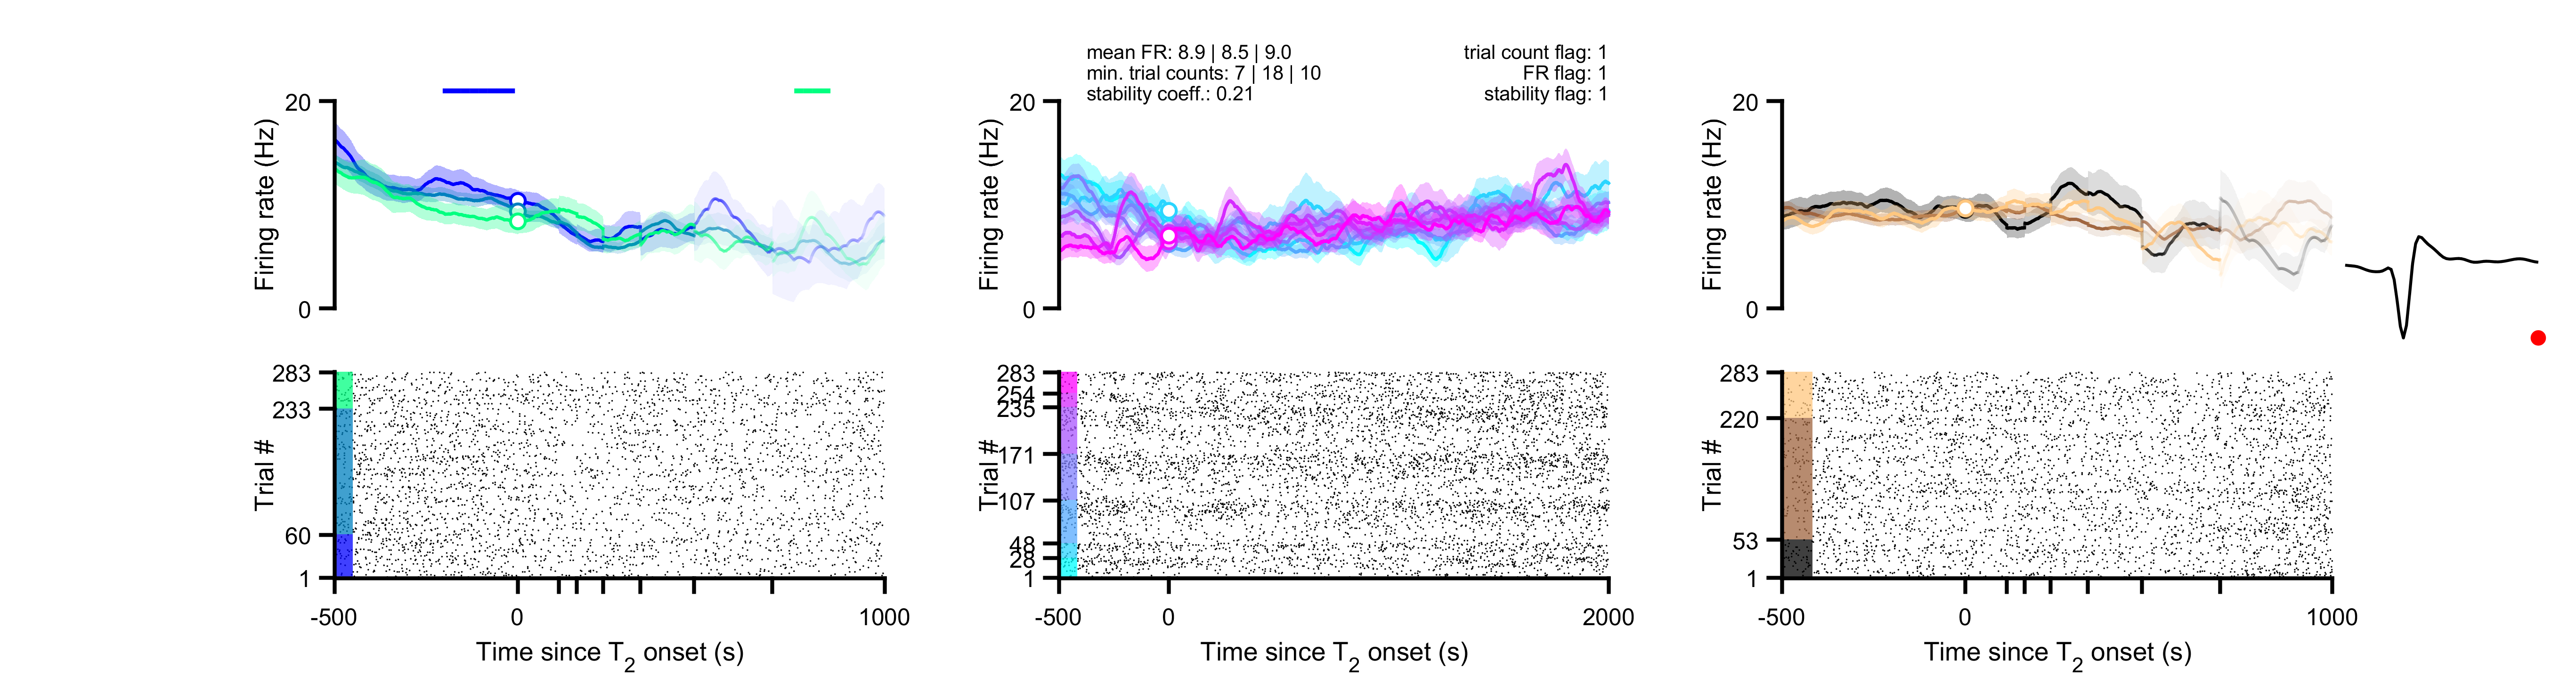 mean FR: 8.9 | 8.5 | 9.0
min. trial counts: 7 | 18 | 10
stability coeff.: 0.21
trial count flag: 1
FR flag: 1
stability flag: 1
20
Firing rate (Hz)
0
283
233
Trial #
60
1
-500
0
1000
Time since T2 onset (s)
20
Firing rate (Hz)
0
283
254
235
171
Trial #
107
48
28
1
-500
0
2000
Time since T2 onset (s)
20
Firing rate (Hz)
0
283
220
Trial #
53
1
-500
0
1000
Time since T2 onset (s)